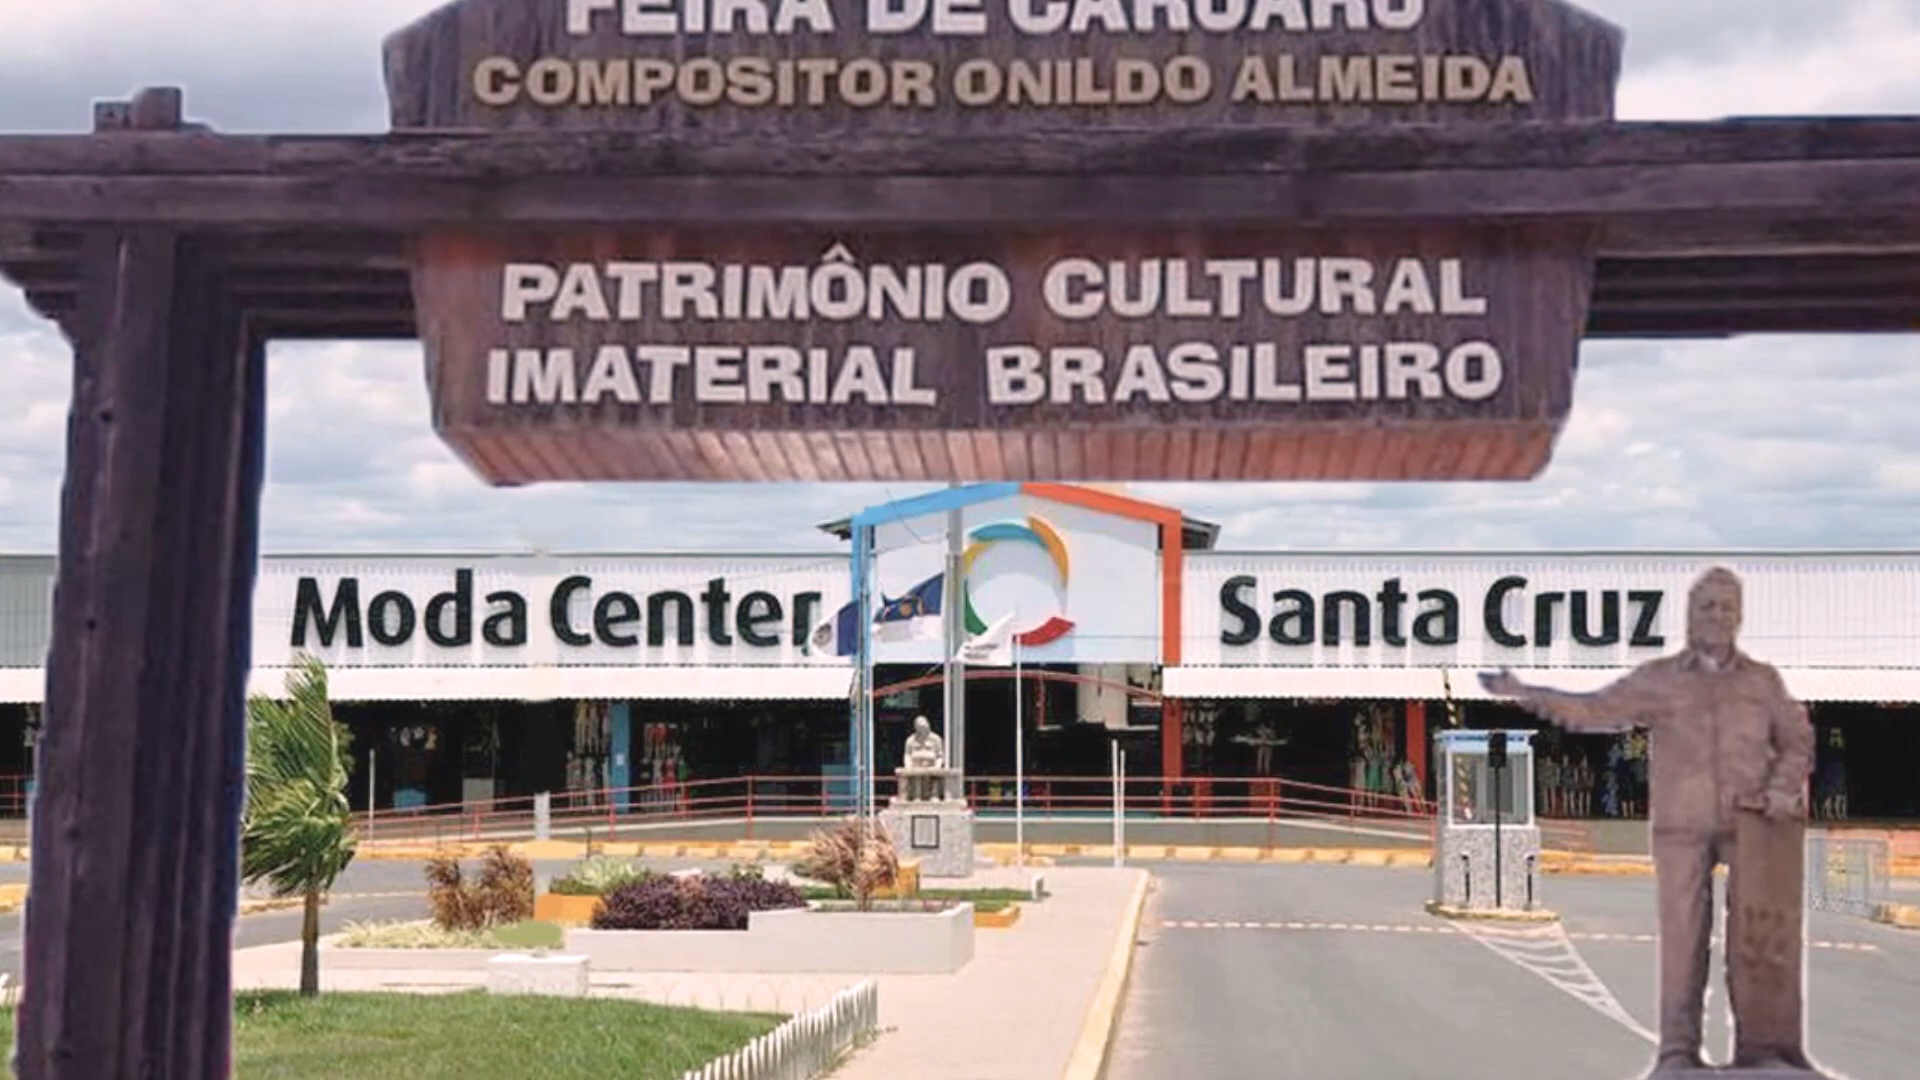 FEIRA DE CARUARU
COMPOSITOR ONILDO ALMEIDA
PATRIMÔNIO CULTURAL
IMATERIAL BRASILEIRO
Moda Center Santa Cruz